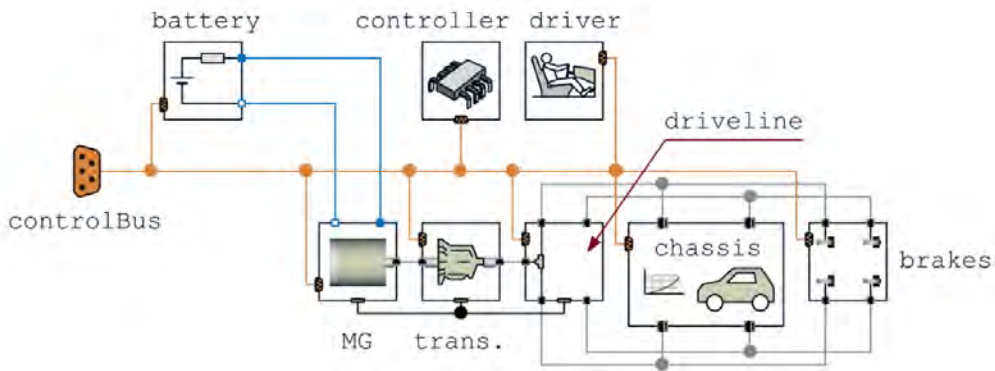 battery
controller driver
driveline
controlBus
chassis
brakes
MG trans.